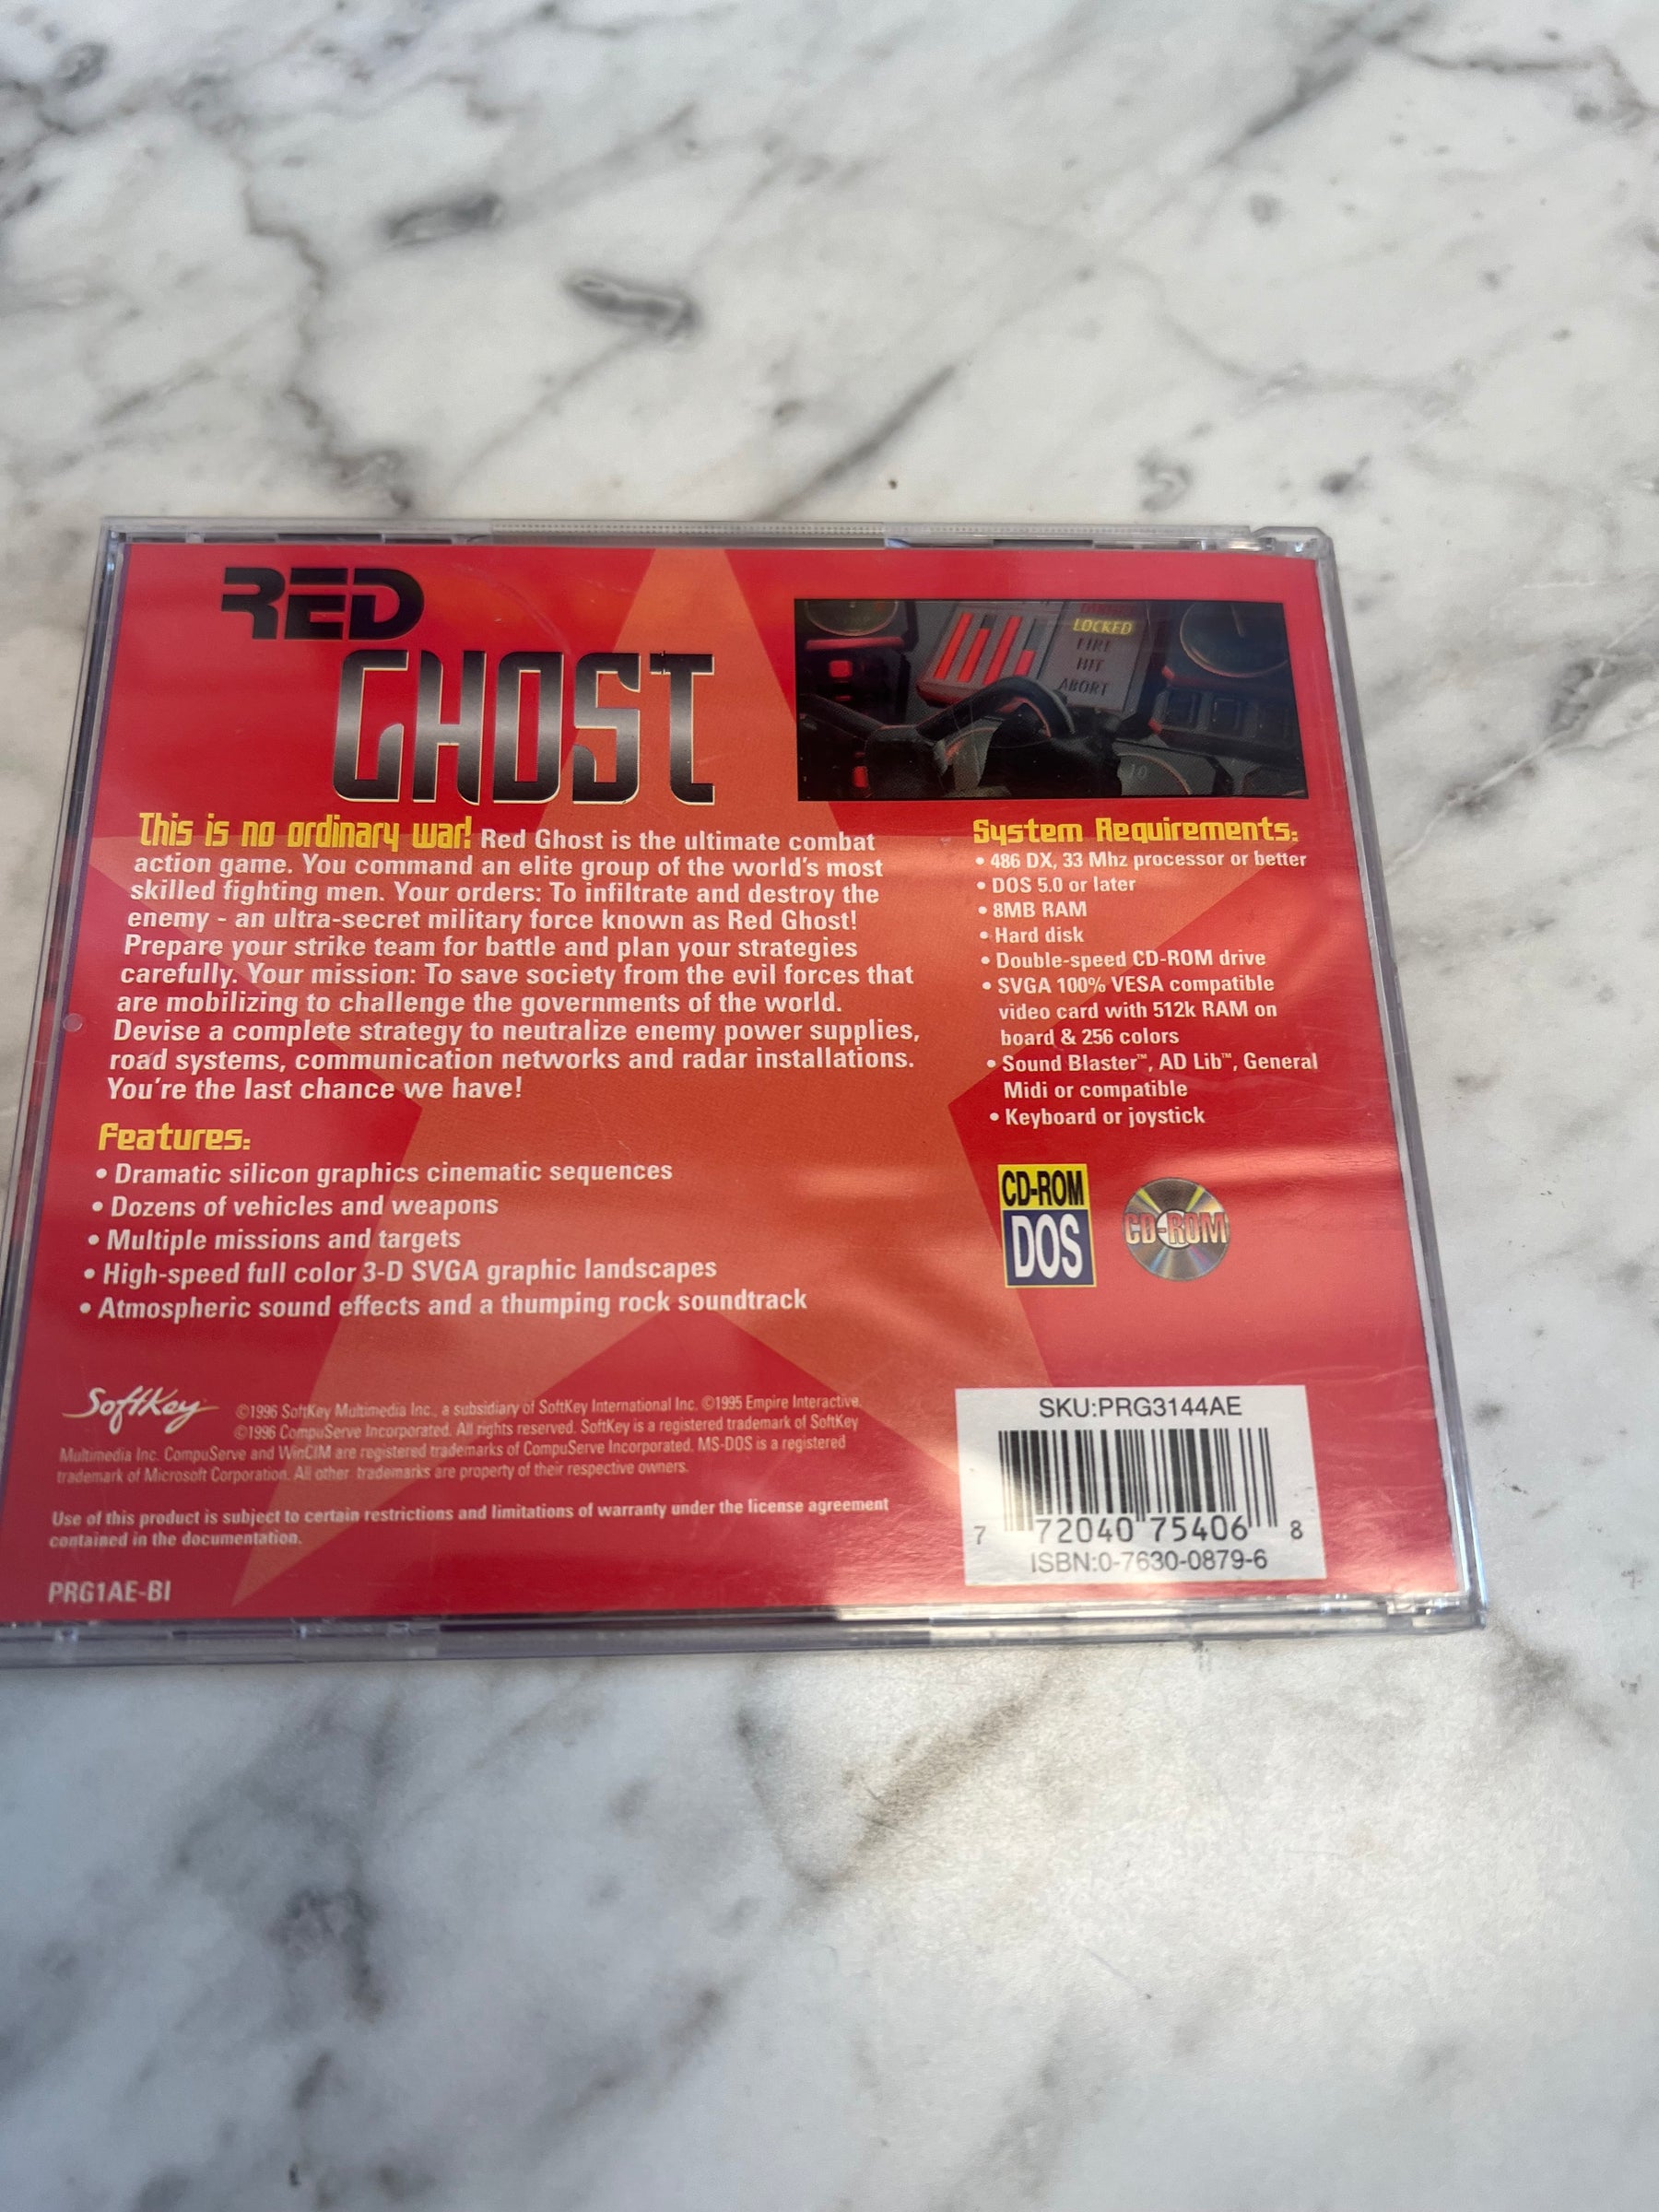 RED
GHOST
LOCKED
FIRE
HIT
ABORT
10
This is no ordinary war! Red Ghost is the ultimate combat
action game. You command an elite group of the world's most
skilled fighting men. Your orders: To infiltrate and destroy the
enemy - an ultra-secret military force known as Red Ghost!
Prepare your strike team for battle and plan your strategies
carefully. Your mission: To save society from the evil forces that
are mobilizing to challenge the governments of the world.
Devise a complete strategy to neutralize enemy power supplies,
road systems, communication networks and radar installations.
You're the last chance we have!
Features:
• Dramatic silicon graphics cinematic sequences
• Dozens of vehicles and weapons
• Multiple missions and targets
• High-speed full color 3-D SVGA graphic landscapes
• Atmospheric sound effects and a thumping rock soundtrack
System Requirements:
• 486 DX, 33 Mhz processor or better
• DOS 5.0 or later
• 8MB RAM
• Hard disk
• Double-speed CD-ROM drive
• SVGA 100% VESA compatible
video card with 512k RAM on
board & 256 colors
• Sound Blaster™, AD Lib™, General
Midi or compatible
• Keyboard or joystick
CD-ROM
DOS
CD-ROM
SoftKey
©1996 SoftKey Multimedia Inc., a subsidiary of SoftKey International Inc. ©1995 Empire Interactive.
©1996 CompuServe Incorporated. All rights reserved. SoftKey is a registered trademark of SoftKey
Multimedia Inc. CompuServe and WinCIM are registered trademarks of CompuServe Incorporated. MS-DOS is a registered
trademark of Microsoft Corporation. All other trademarks are property of their respective owners.
Use of this product is subject to certain restrictions and limitations of warranty under the license agreement
contained in the documentation.
PRG1AE-BI
SKU:PRG3144AE
7 72040 75406 8
ISBN:0-7630-0879-6